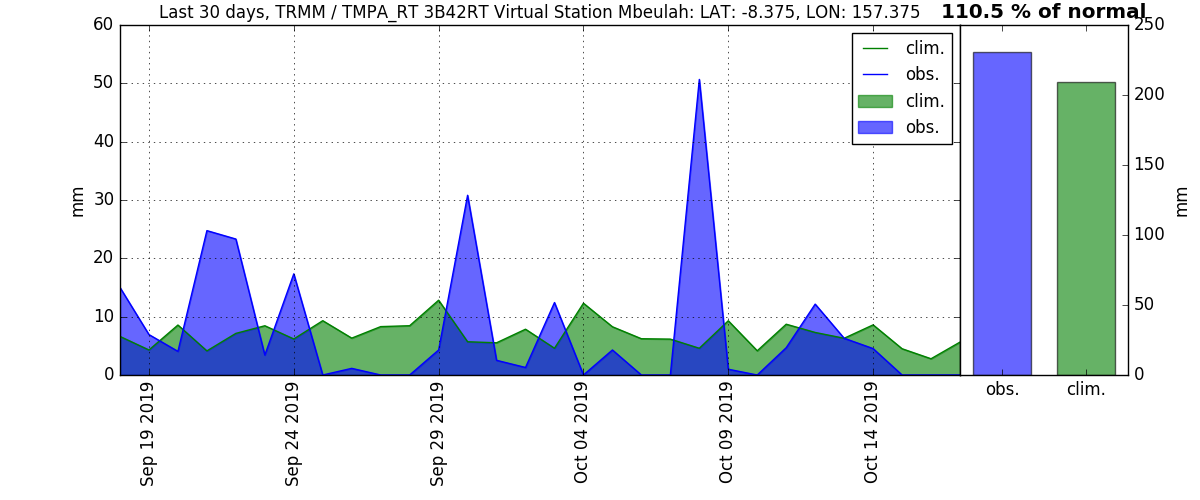 Last 30 days, TRMM / TMPA_RT 3B42RT Virtual Station Mbeulah: LAT: -8.375, LON: 157.375
110.5 % of normal
60
50
40
30
20
10
0
mm
clim.
obs.
clim.
obs.
Sep 19 2019
Sep 24 2019
Sep 29 2019
Oct 04 2019
Oct 09 2019
Oct 14 2019
250
200
150
100
50
0
mm
obs.
clim.